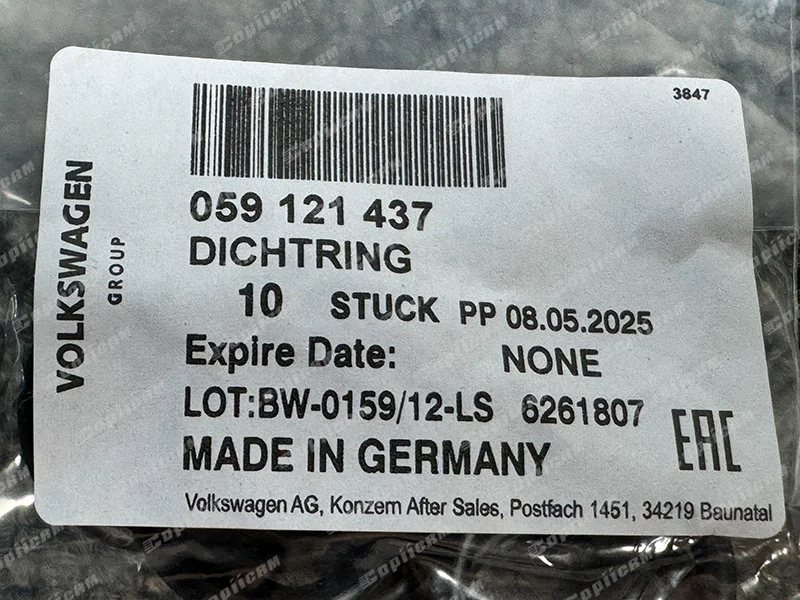 3847
VOLKSWAGEN
GROUP
059 121 437
DICHTRING
10 STUCK PP 08.05.2025
Expire Date: NONE
LOT:BW-0159/12-LS 6261807
MADE IN GERMANY
EAC
Volkswagen AG, Konzern After Sales, Postfach 1451, 34219 Baunatal